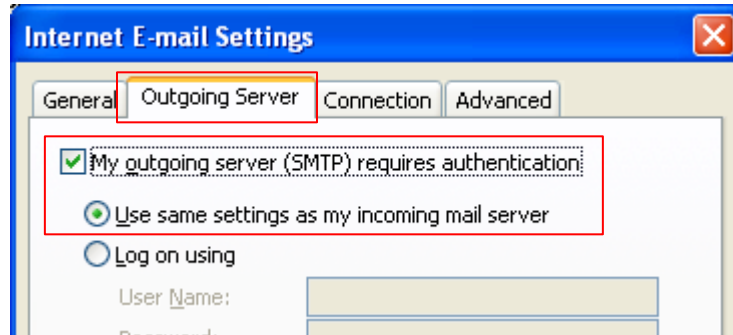 Internet E-mail Settings
General Outgoing Server Connection Advanced
My outgoing server (SMTP) requires authentication
Use same settings as my incoming mail server
Log on using
User Name: